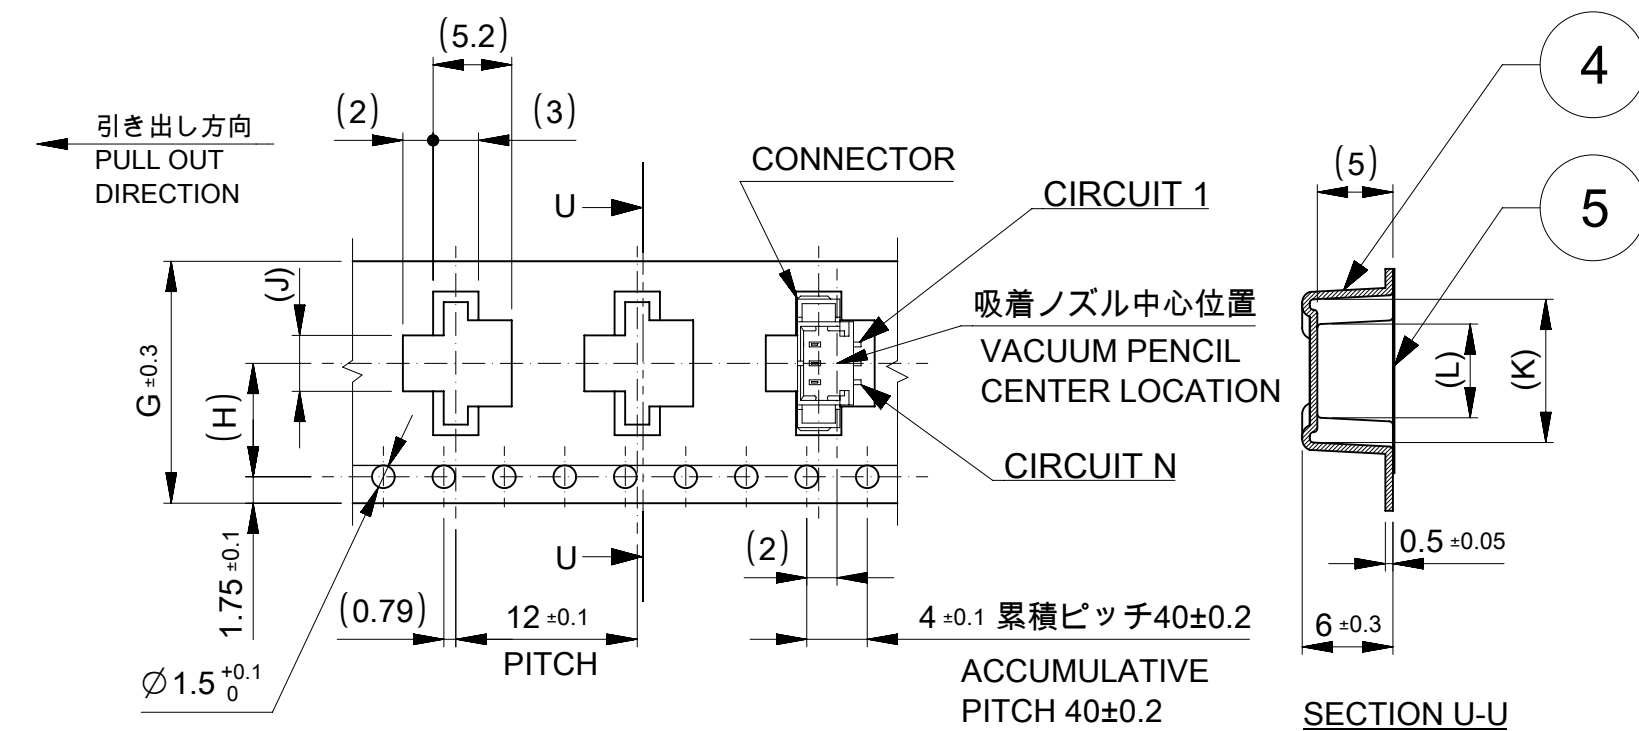 (5.2)
(2)
(3)
引き出し方向
PULL OUT
DIRECTION
U
CONNECTOR
CIRCUIT 1
(5)
4
5
吸着ノズル中心位置
VACUUM PENCIL
CENTER LOCATION
(J)
G ±0.3
(H)
(L)
(K)
CIRCUIT N
1.75 ±0.1
U
(2)
0.5 ±0.05
(0.79)
12 ±0.1
PITCH
4 ±0.1 累積ピッチ40±0.2
ACCUMULATIVE
PITCH 40±0.2
6 ±0.3
∅1.5 +0.1 0
SECTION U-U